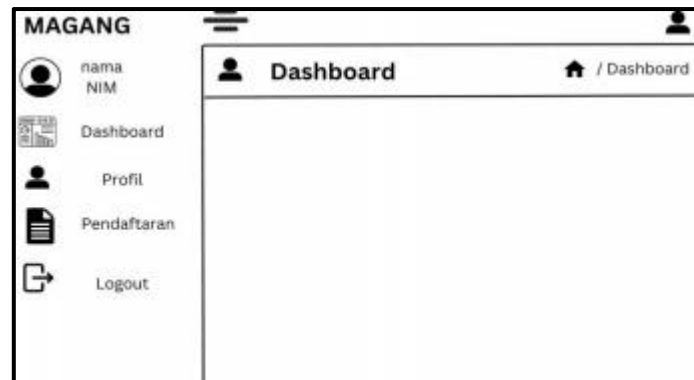 MAGANG
nama
NIM
Dashboard
Profil
Pendaftaran
Logout
Dashboard
/ Dashboard